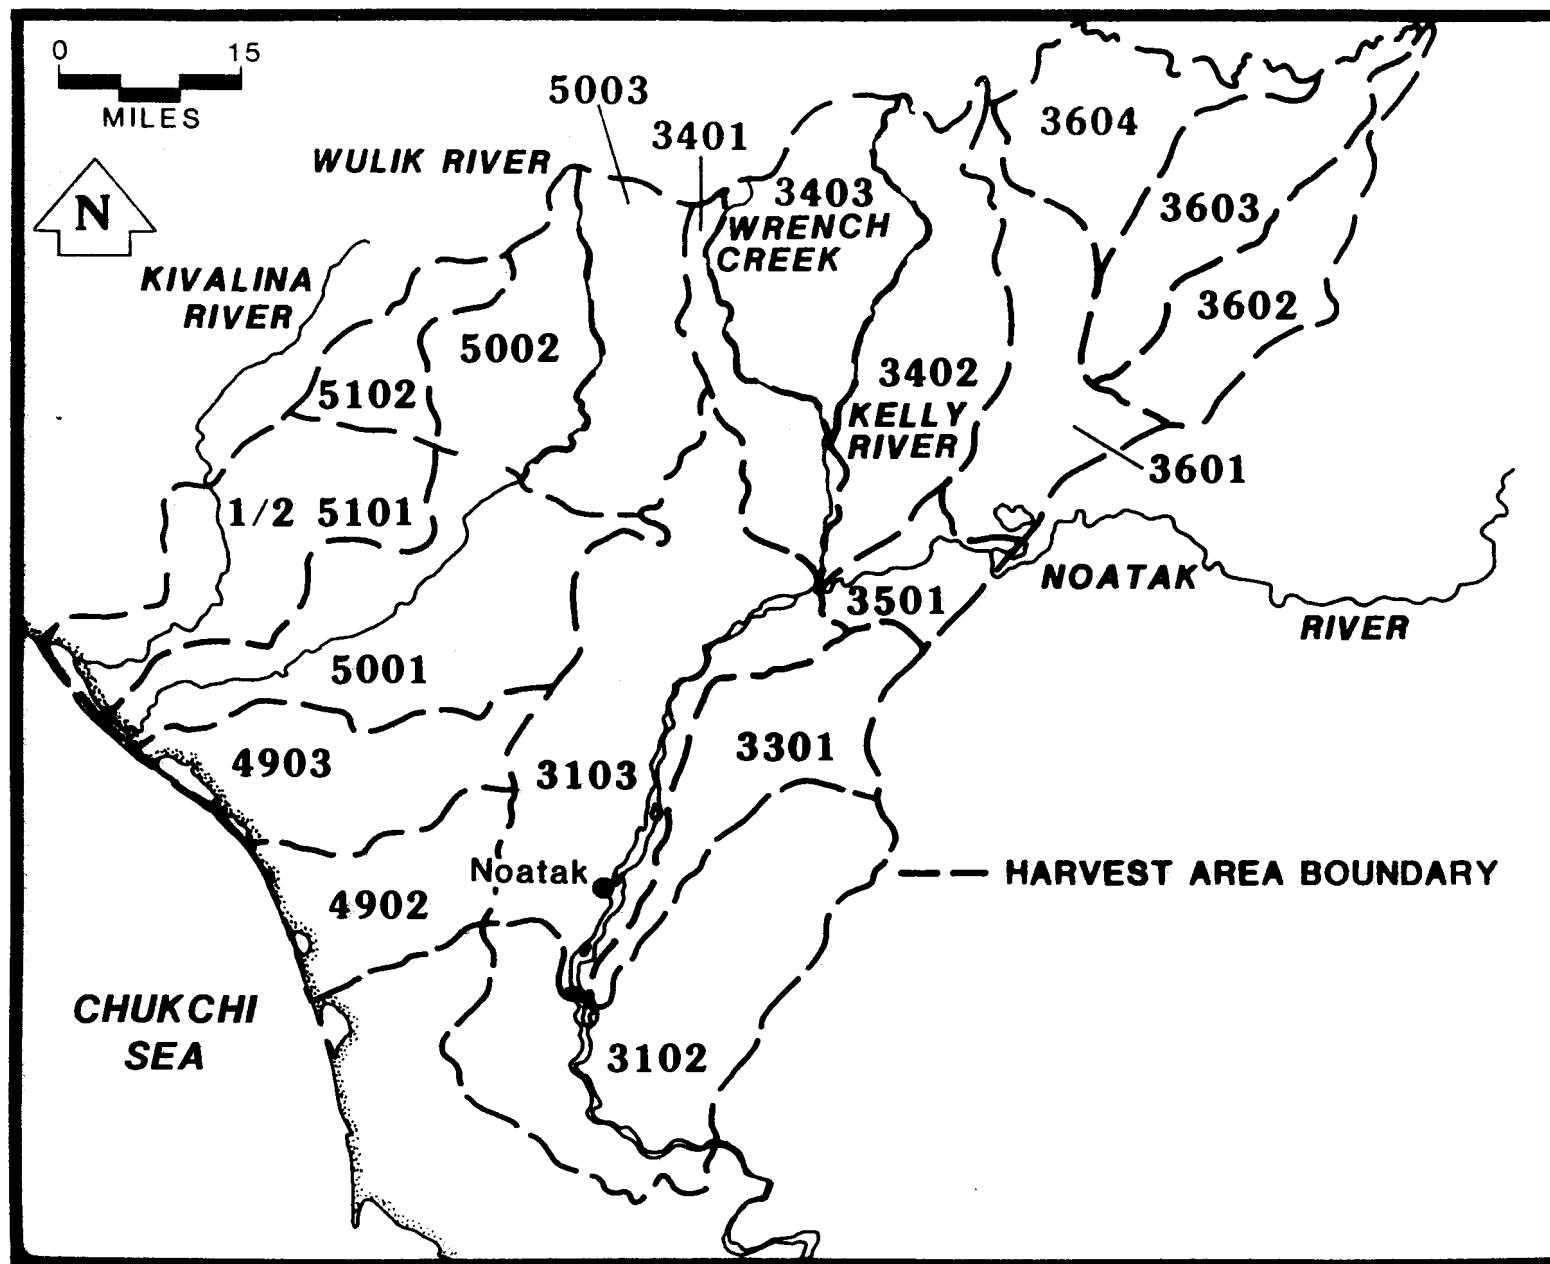 0 15
MILES
N
5003
3401
3604
WULIK RIVER
3403
WRENCH
CREEK
3603
KIVALINA
RIVER
3602
5002
5102
3402
KELLY
RIVER
3601
1/2 5101
NOATAK
RIVER
3501
5001
3301
4903
3103
Noatak
HARVEST AREA BOUNDARY
4902
CHUKCHI
SEA
3102